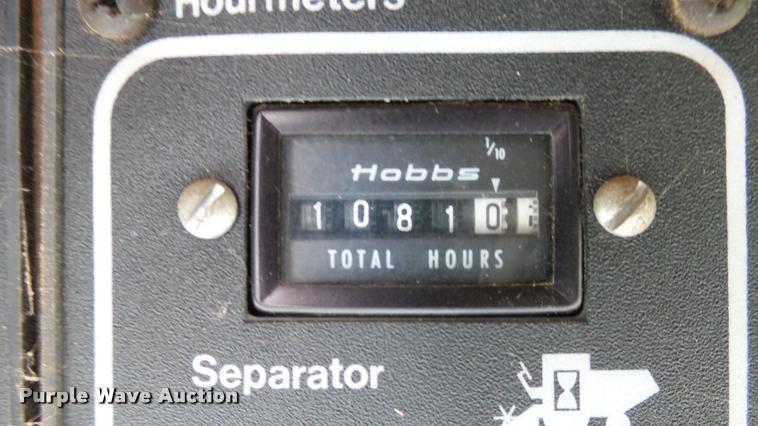 Hourmeters
1/10
Hobbs
1 0 8 1 0
TOTAL HOURS
Separator
Purple Wave Auction